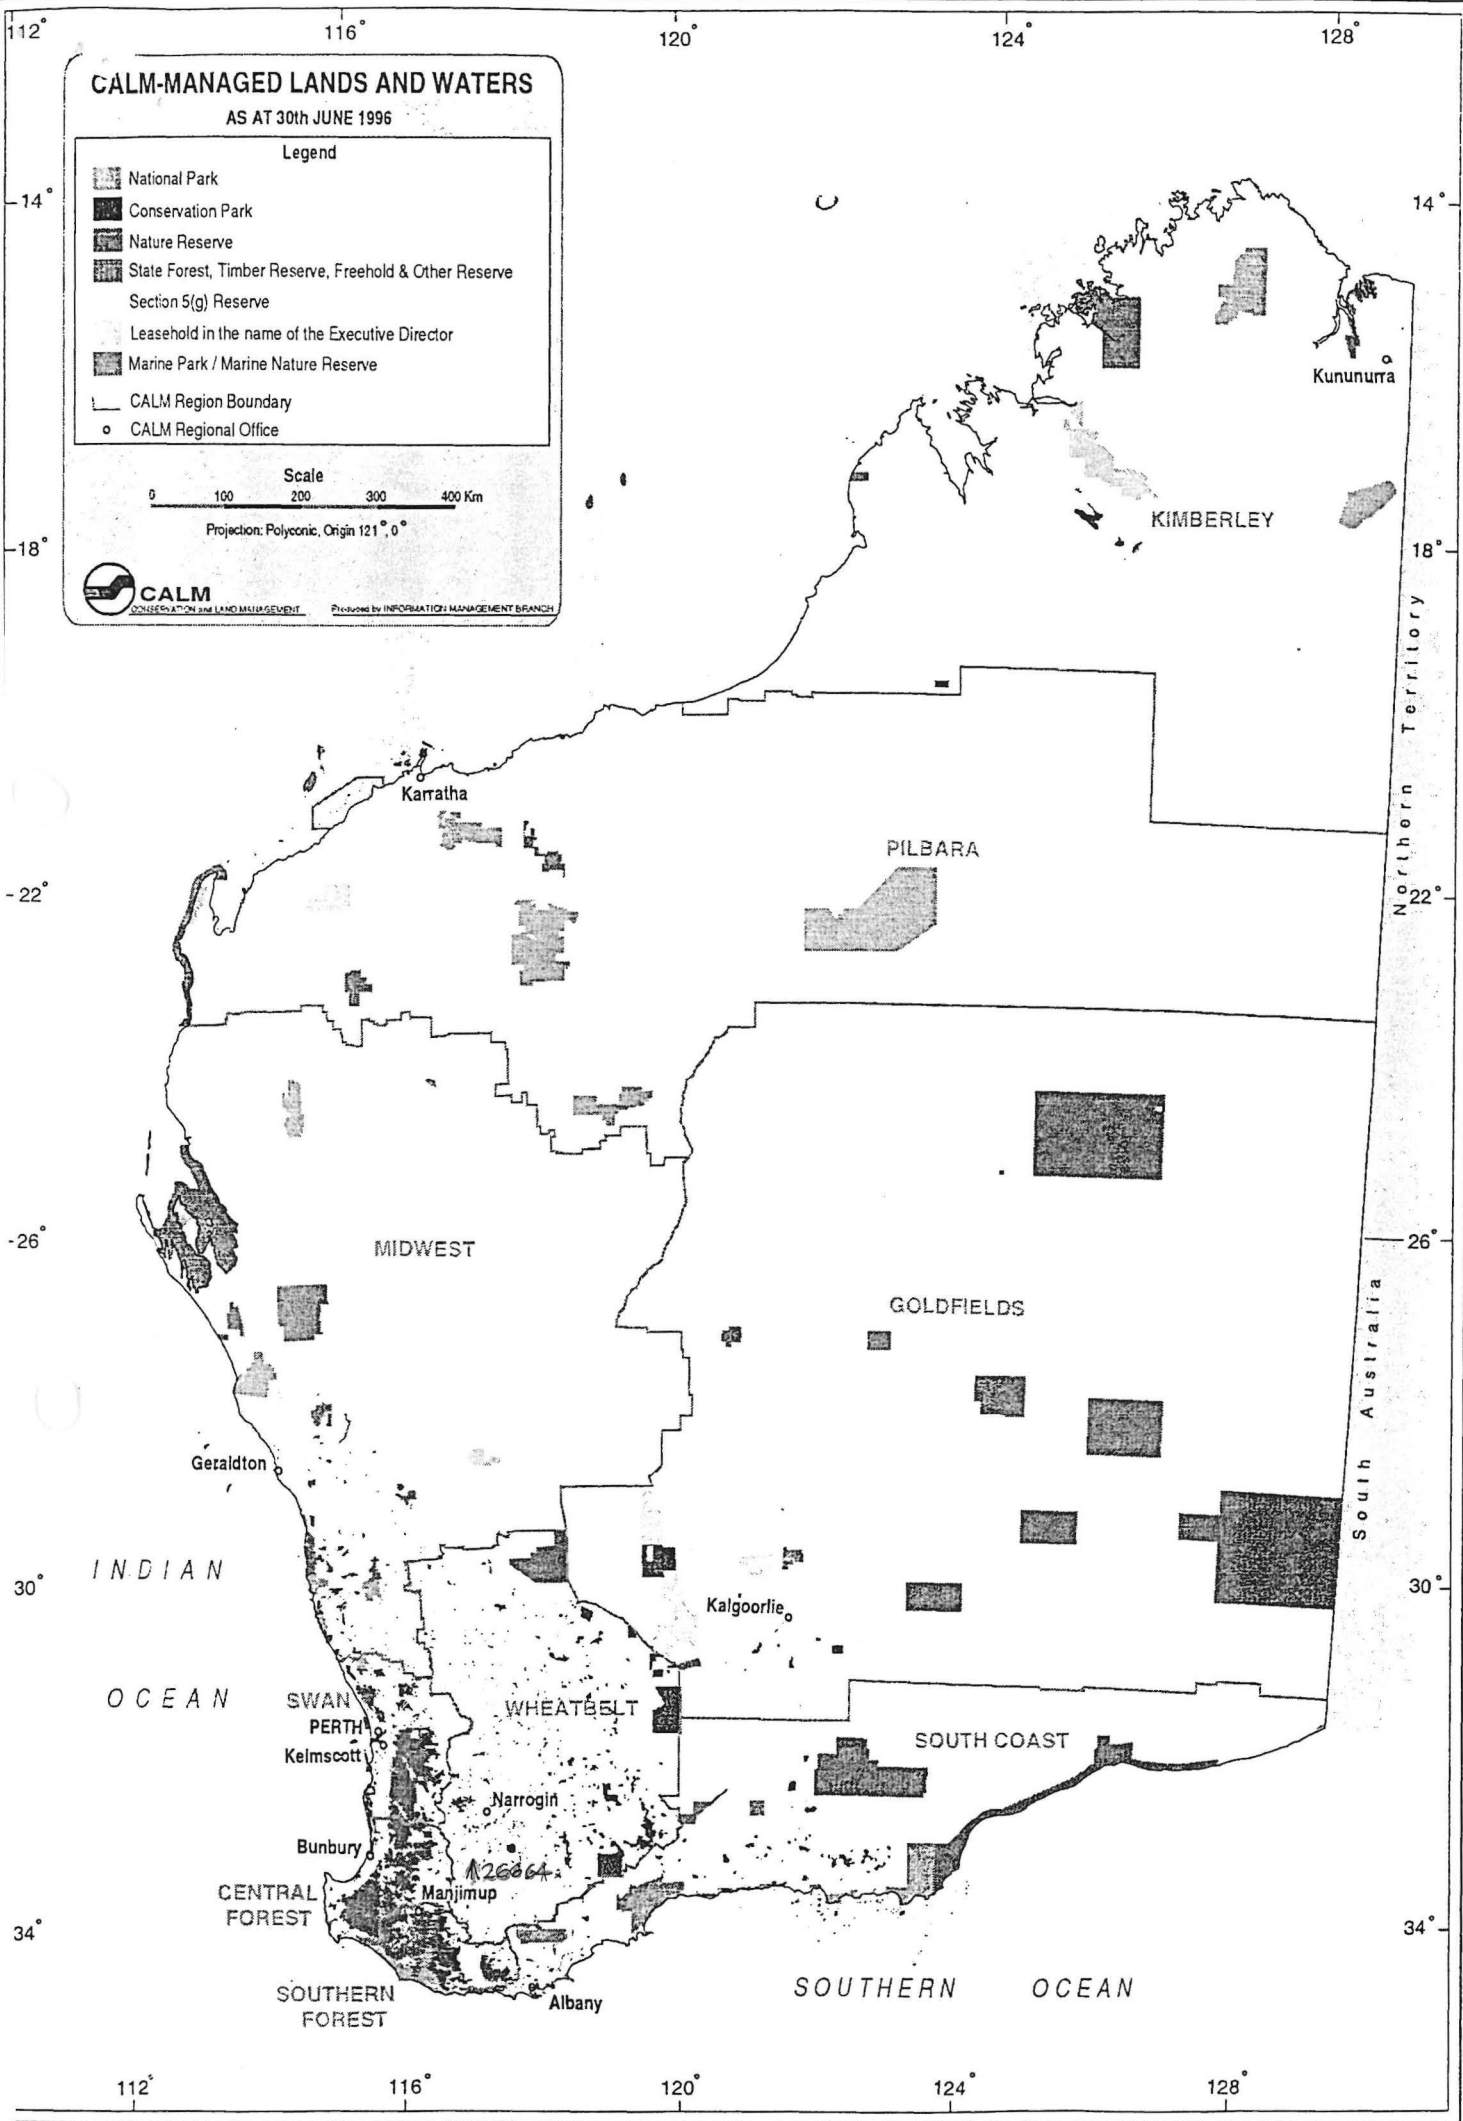 112° 116° 120° 124° 128°
CALM-MANAGED LANDS AND WATERS
AS AT 30th JUNE 1996
Legend
National Park
Conservation Park
Nature Reserve
State Forest, Timber Reserve, Freehold & Other Reserve
Section 5(g) Reserve
Leasehold in the name of the Executive Director
Marine Park / Marine Nature Reserve
CALM Region Boundary
CALM Regional Office
Scale
0 100 200 300 400 Km
Projection: Polyconic, Origin 121°, 0°
CALM
CONSERVATION and LAND MANAGEMENT Produced by INFORMATION MANAGEMENT BRANCH
-14° 14°
Kununurra
KIMBERLEY
-18° 18°
Northern Territory
Karratha
PILBARA
-22° 22°
-26° 26°
MIDWEST
GOLDFIELDS
South Australia
Geraldton
INDIAN
30° 30°
Kalgoorlie
OCEAN
SWAN
WHEATBELT
PERTH
Kelmscott
SOUTH COAST
Narrogin
Bunbury
26664
Manjimup
CENTRAL
FOREST
34° 34°
SOUTHERN OCEAN
SOUTHERN
FOREST
Albany
112° 116° 120° 124° 128°